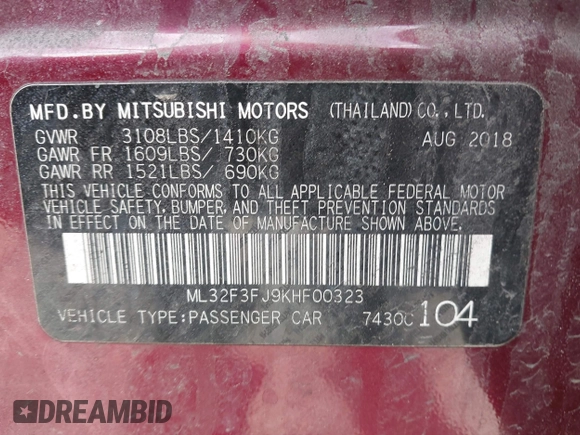 MFD.BY MITSUBISHI MOTORS (THAILAND)CO.,LTD.
GVWR 3108LBS/1410KG AUG 2018
GAWR FR 1609LBS/ 730KG
GAWR RR 1521LBS/ 690KG
THIS VEHICLE CONFORMS TO ALL APPLICABLE FEDERAL MOTOR
VEHICLE SAFETY, BUMPER, AND THEFT PREVENTION STANDARDS
IN EFFECT ON THE DATE OF MANUFACTURE SHOWN ABOVE.
ML32F3FJ9KHF00323
VEHICLE TYPE:PASSENGER CAR 7430C 104
DREAMBID